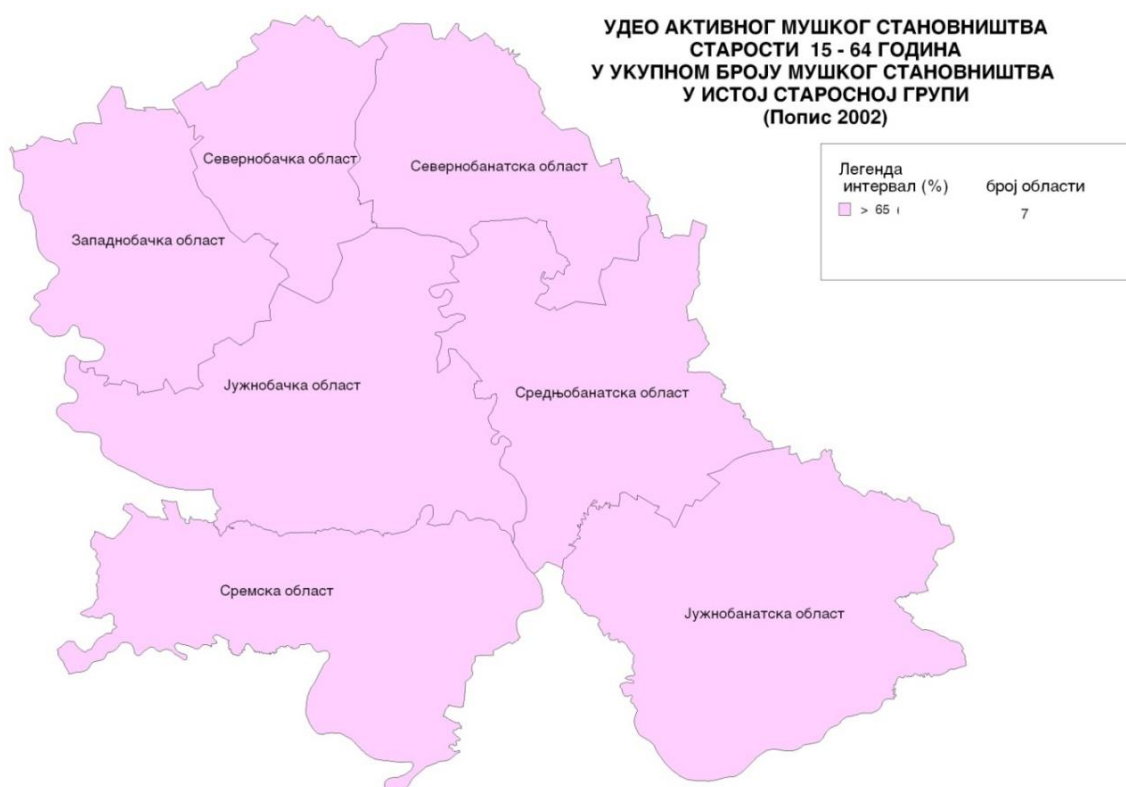 УДЕО АКТИВНОГ МУШКОГ СТАНОВНИШТВА
СТАРОСТИ 15 - 64 ГОДИНА
У УКУПНОМ БРОЈУ МУШКОГ СТАНОВНИШТВА
У ИСТОЈ СТАРОСНОЈ ГРУПИ
(Попис 2002)
Легенда
интервал (%) број области
> 65 7
Севернобачка област
Севернобанатска област
Западнобачка област
Јужнобачка област
Средњобанатска област
Сремска област
Јужнобанатска област